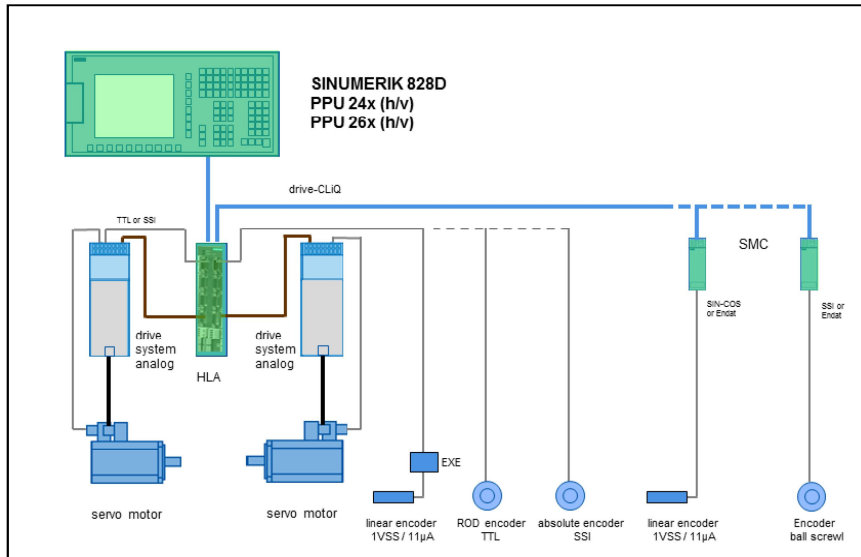 SINUMERIK 828D
PPU 24x (h/v)
PPU 26x (h/v)
drive-CLiQ
TTL or SSI
SMC
SIN-COS
or Endat
SSI or
Endat
drive
system
analog
drive
system
analog
HLA
EXE
servo motor
servo motor
linear encoder
1VSS / 11µA
ROD encoder
TTL
absolute encoder
SSI
linear encoder
1VSS / 11µA
Encoder
ball screwl